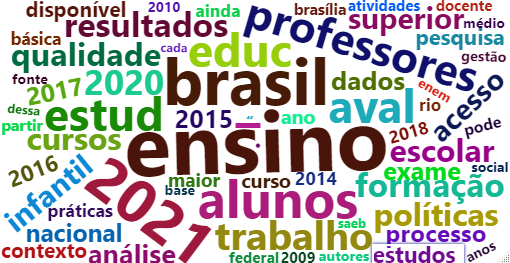 disponível 2010 ainda professores brasília atividades docente
resultados superior médio
básica qualidade cada educ pesquisa
fonte 2017 2020 brasil dados enem gestão
dessa estud 2015 “ ano aval rio acesso
partir cursos ensino 2018 pode
2016 escolar
infantil 2021 maior curso 2014 exame social
base alunos formação
práticas saeb políticas
nacional trabalho processo
contexto análise federal 2009 autores estudos anos